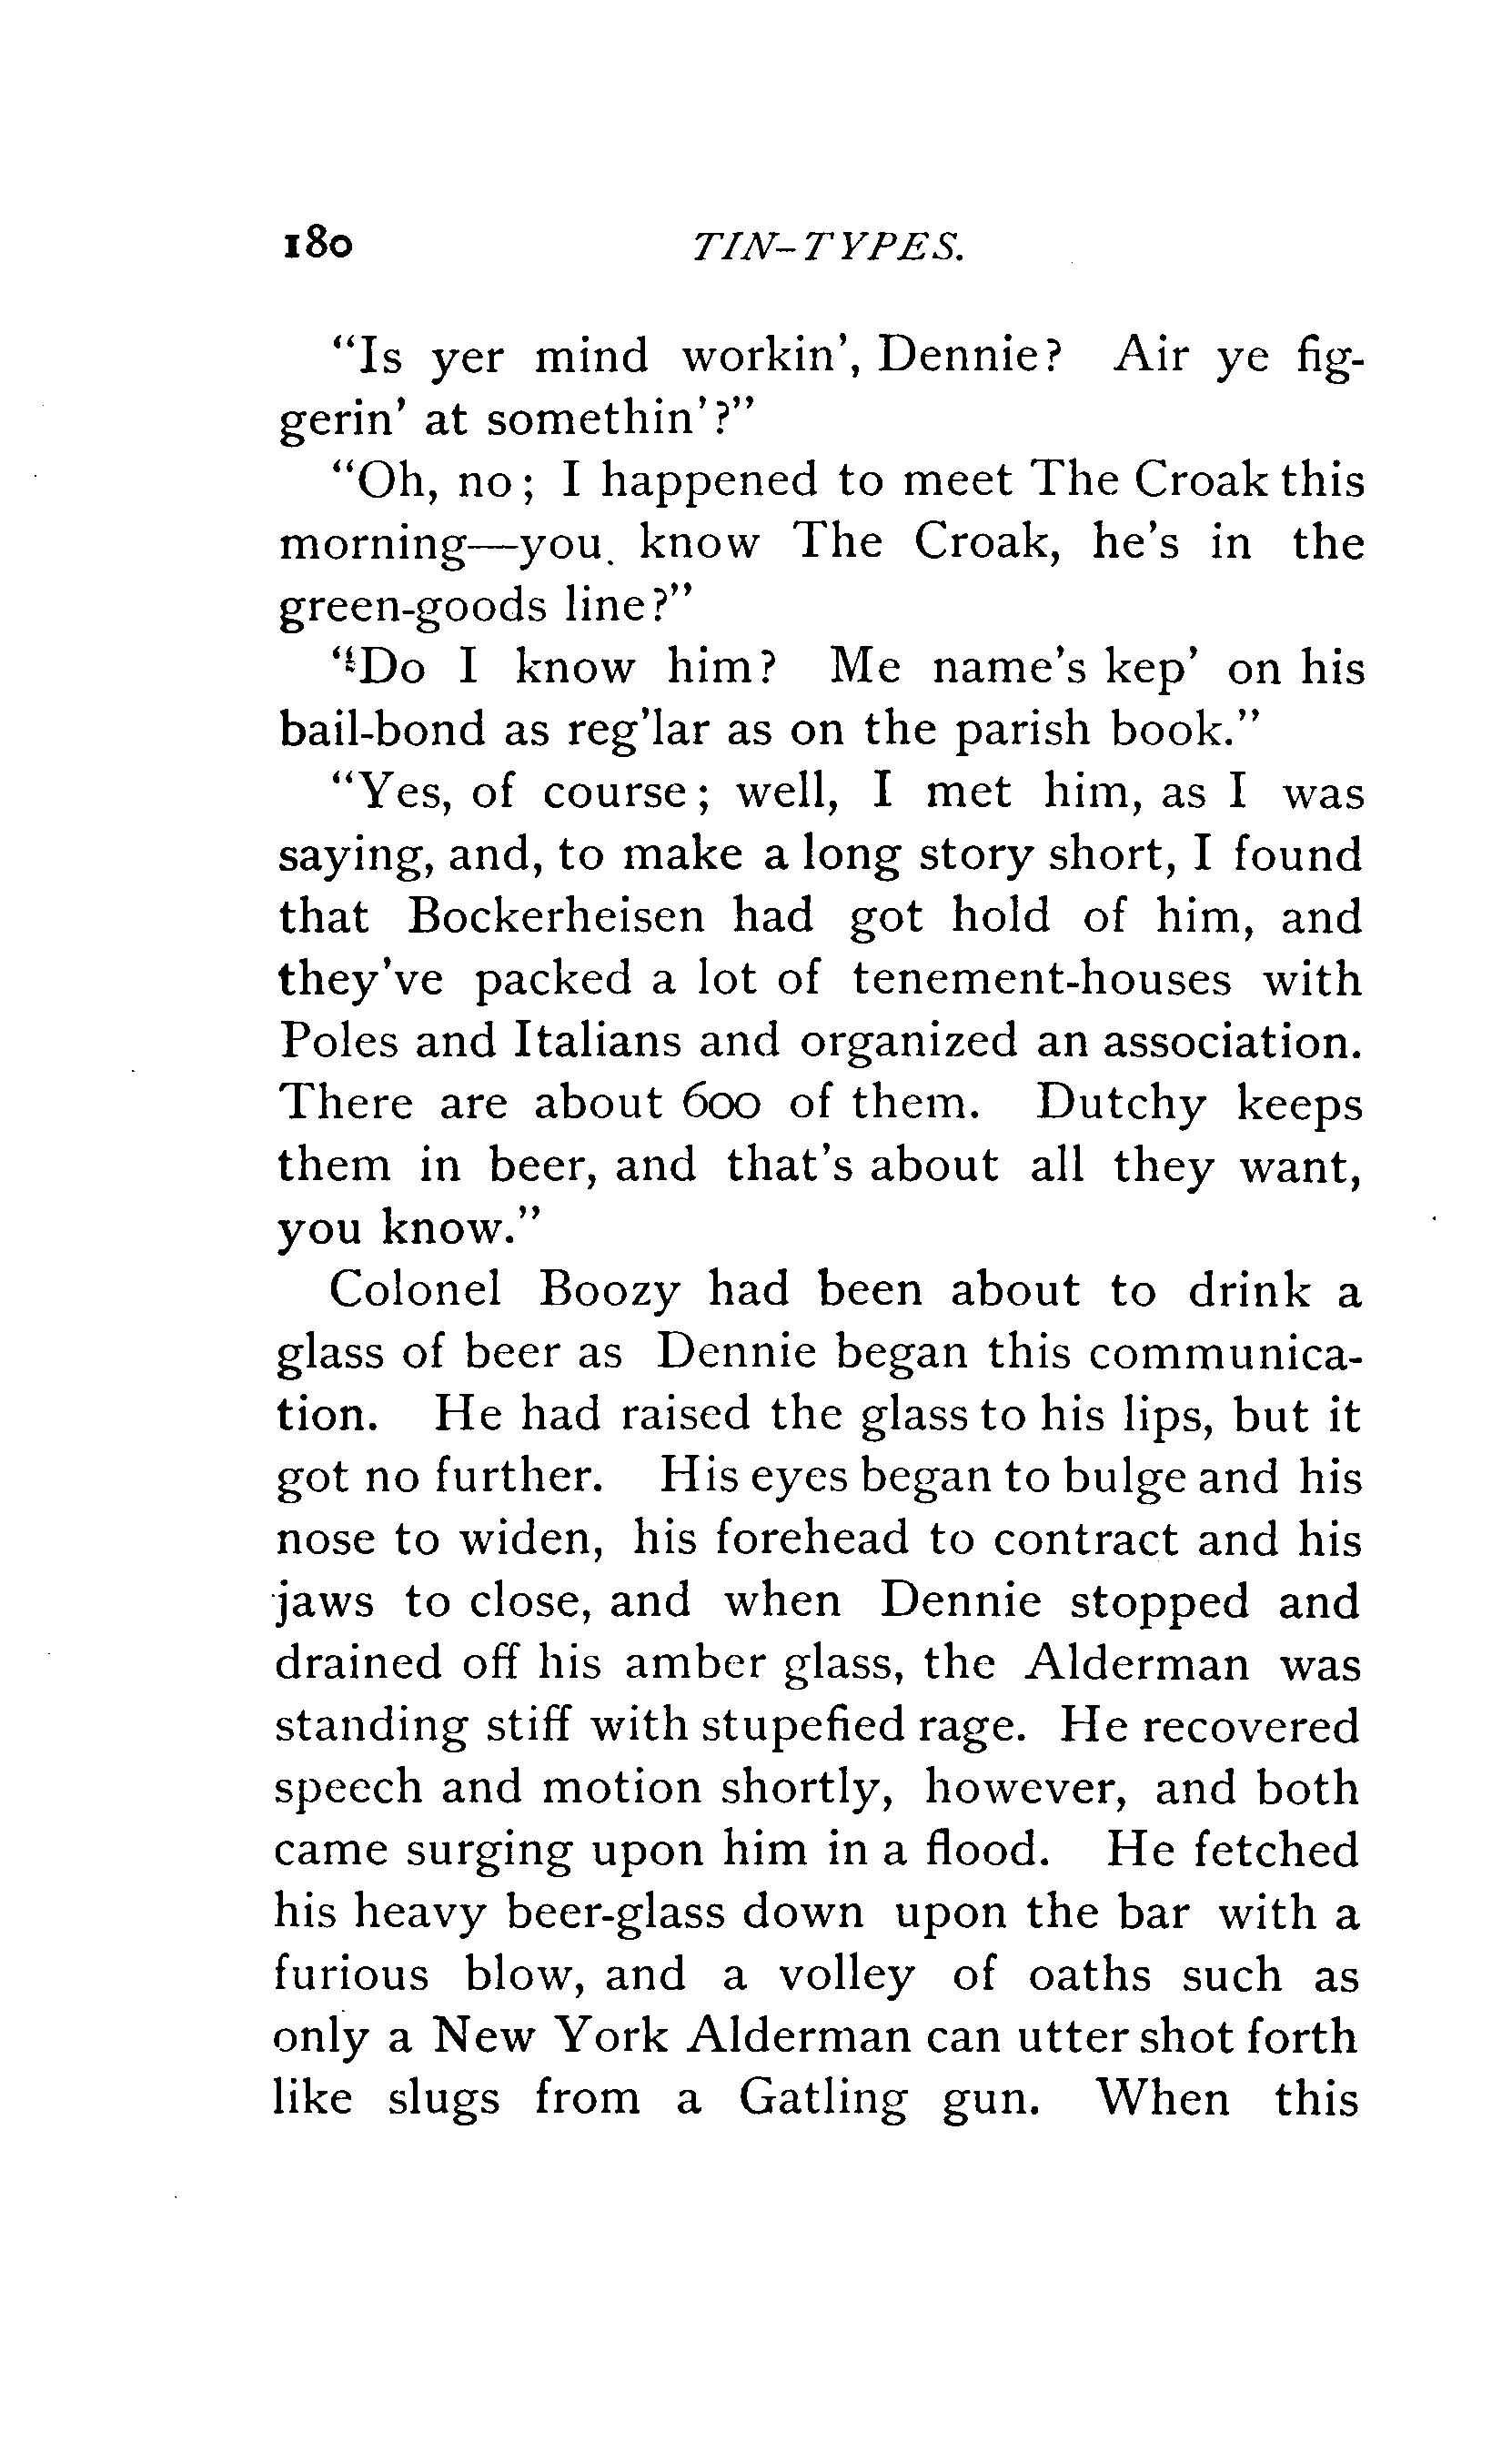 180 TIN-TYPES.
"Is yer mind workin', Dennie? Air ye fig-
gerin' at somethin'?"
"Oh, no; I happened to meet The Croak this
morning—you know The Croak, he's in the
green-goods line?"
"Do I know him? Me name's kep' on his
bail-bond as reg'lar as on the parish book."
"Yes, of course; well, I met him, as I was
saying, and, to make a long story short, I found
that Bockerheisen had got hold of him, and
they've packed a lot of tenement-houses with
Poles and Italians and organized an association.
There are about 600 of them. Dutchy keeps
them in beer, and that's about all they want,
you know."
Colonel Boozy had been about to drink a
glass of beer as Dennie began this communica-
tion. He had raised the glass to his lips, but it
got no further. His eyes began to bulge and his
nose to widen, his forehead to contract and his
jaws to close, and when Dennie stopped and
drained off his amber glass, the Alderman was
standing stiff with stupefied rage. He recovered
speech and motion shortly, however, and both
came surging upon him in a flood. He fetched
his heavy beer-glass down upon the bar with a
furious blow, and a volley of oaths such as
only a New York Alderman can utter shot forth
like slugs from a Gatling gun. When this